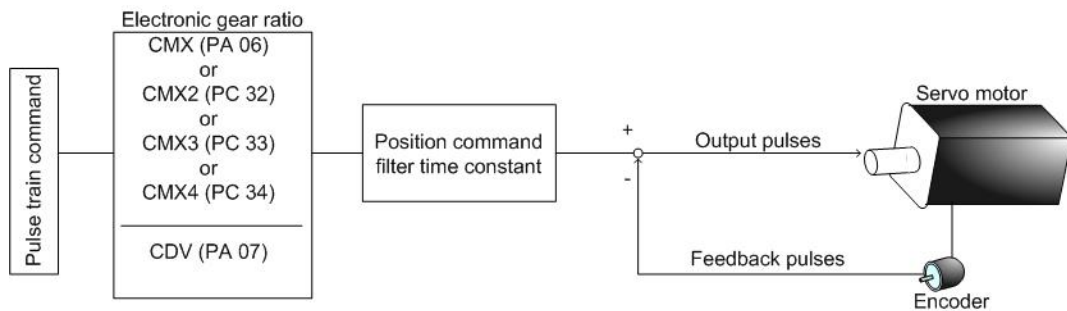 Electronic gear ratio
Pulse train command
CMX (PA 06)
or
CMX2 (PC 32)
or
CMX3 (PC 33)
or
CMX4 (PC 34)
CDV (PA 07)
Position command
filter time constant
+
-
Output pulses
Servo motor
Feedback pulses
Encoder